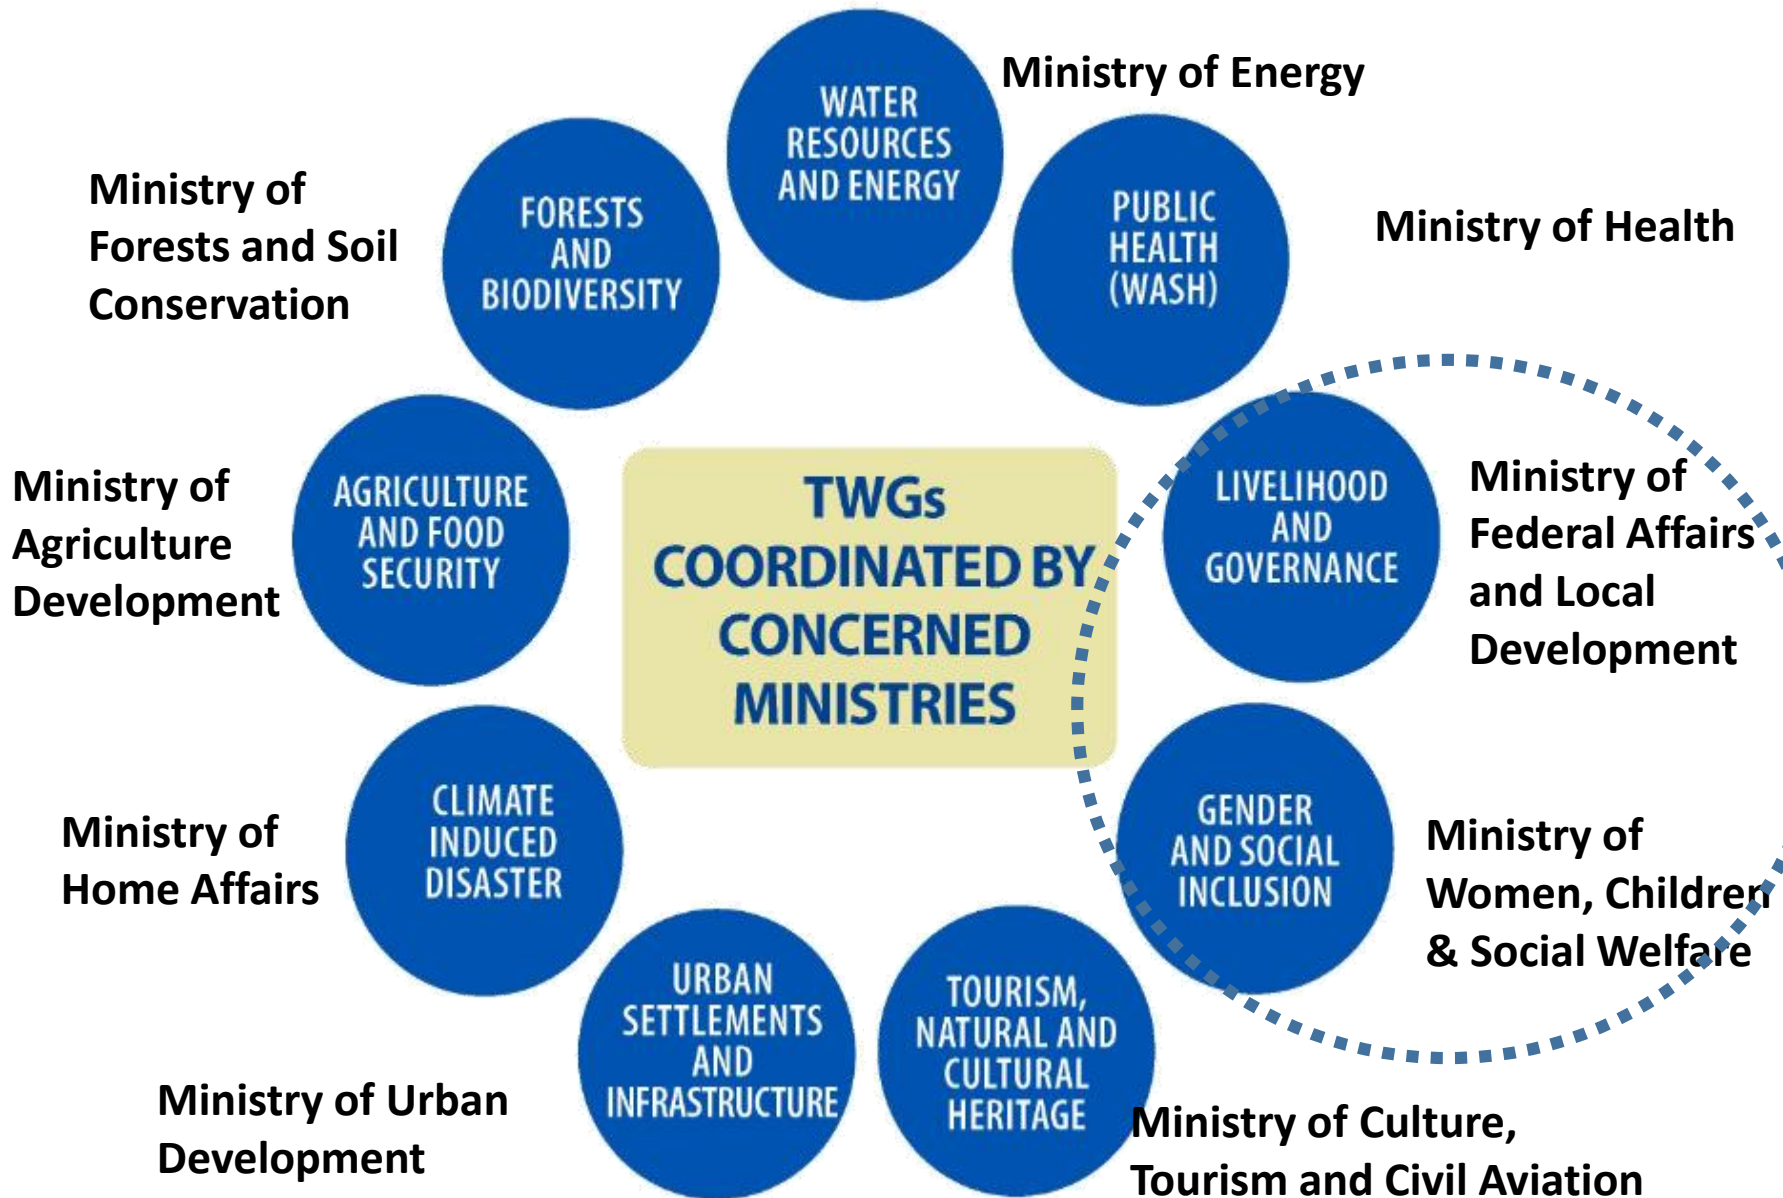 WATER
RESOURCES
AND ENERGY
Ministry of Energy
PUBLIC
HEALTH
(WASH)
Ministry of Health
LIVELIHOOD
AND
GOVERNANCE
Ministry of
Federal Affairs
and Local
Development
GENDER
AND SOCIAL
INCLUSION
Ministry of
Women, Children
& Social Welfare
TOURISM,
NATURAL AND
CULTURAL
HERITAGE
Ministry of Culture,
Tourism and Civil Aviation
URBAN
SETTLEMENTS
AND
INFRASTRUCTURE
Ministry of Urban
Development
CLIMATE
INDUCED
DISASTER
Ministry of
Home Affairs
AGRICULTURE
AND FOOD
SECURITY
Ministry of
Agriculture
Development
FORESTS
AND
BIODIVERSITY
Ministry of
Forests and Soil
Conservation
TWGs
COORDINATED BY
CONCERNED
MINISTRIES